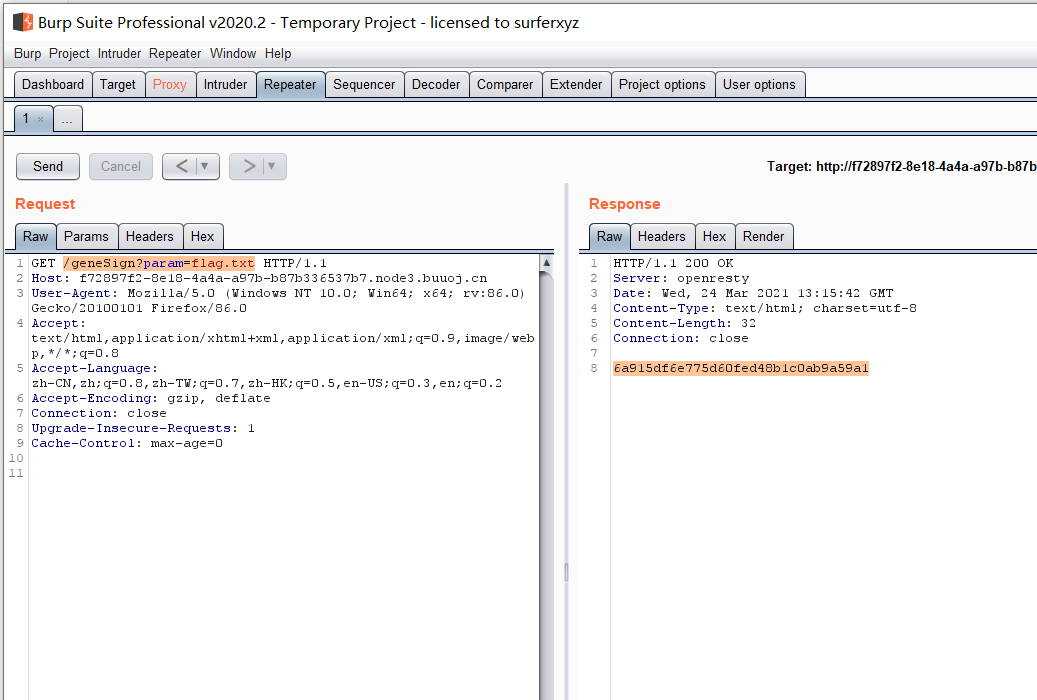 Burp Suite Professional v2020.2 - Temporary Project - licensed to surferxyz
Burp Project Intruder Repeater Window Help
Dashboard Target Proxy Intruder Repeater Sequencer Decoder Comparer Extender Project options User options
1 × ...
Send Cancel < ▼ > ▼ Target: http://f72897f2-8e18-4a4a-a97b-b87b
Request
Raw Params Headers Hex
1 GET /geneSign?param=flag.txt HTTP/1.1
2 Host: f72897f2-8e18-4a4a-a97b-b87b336537b7.node3.buuoj.cn
3 User-Agent: Mozilla/5.0 (Windows NT 10.0; Win64; x64; rv:86.0)
Gecko/20100101 Firefox/86.0
4 Accept:
text/html,application/xhtml+xml,application/xml;q=0.9,image/web
p,*/*;q=0.8
5 Accept-Language:
zh-CN,zh;q=0.8,zh-TW;q=0.7,zh-HK;q=0.5,en-US;q=0.3,en;q=0.2
6 Accept-Encoding: gzip, deflate
7 Connection: close
8 Upgrade-Insecure-Requests: 1
9 Cache-Control: max-age=0
10
11
Response
Raw Headers Hex Render
1 HTTP/1.1 200 OK
2 Server: openresty
3 Date: Wed, 24 Mar 2021 13:15:42 GMT
4 Content-Type: text/html; charset=utf-8
5 Content-Length: 32
6 Connection: close
7
8 6a915df6e775d60fed48b1c0ab9a59a1